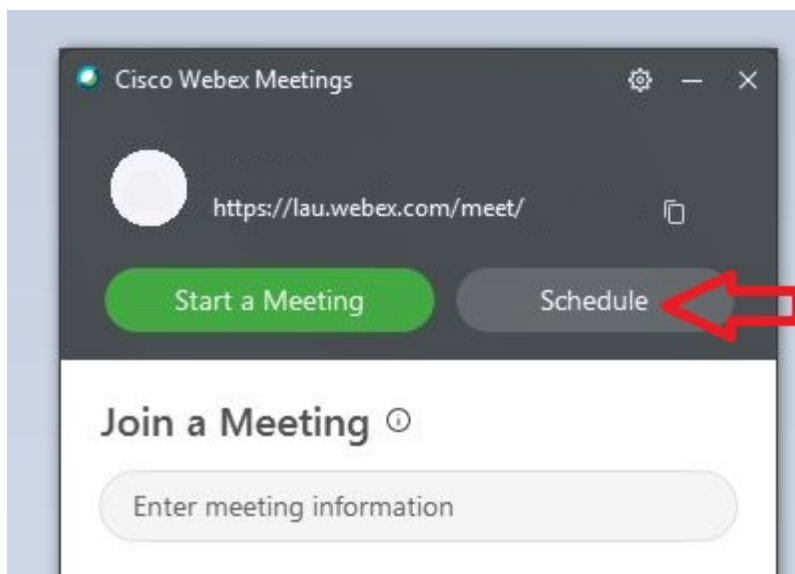 Cisco Webex Meetings
https://lau.webex.com/meet/
Start a Meeting
Schedule
Join a Meeting
Enter meeting information